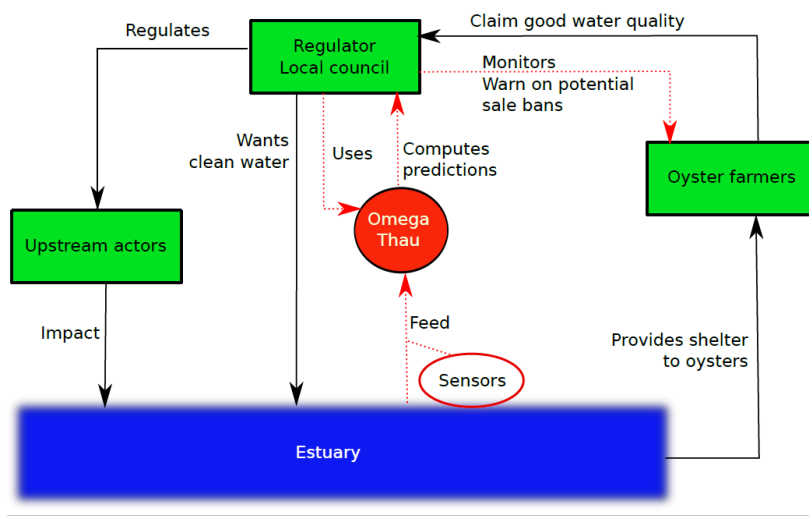 Claim good water quality
Regulates
Regulator
Local council
Monitors
Warn on potential
sale bans
Wants
clean water
Uses
Computes
predictions
Oyster farmers
Omega
Thau
Upstream actors
Feed
Impact
Provides shelter
to oysters
Sensors
Estuary